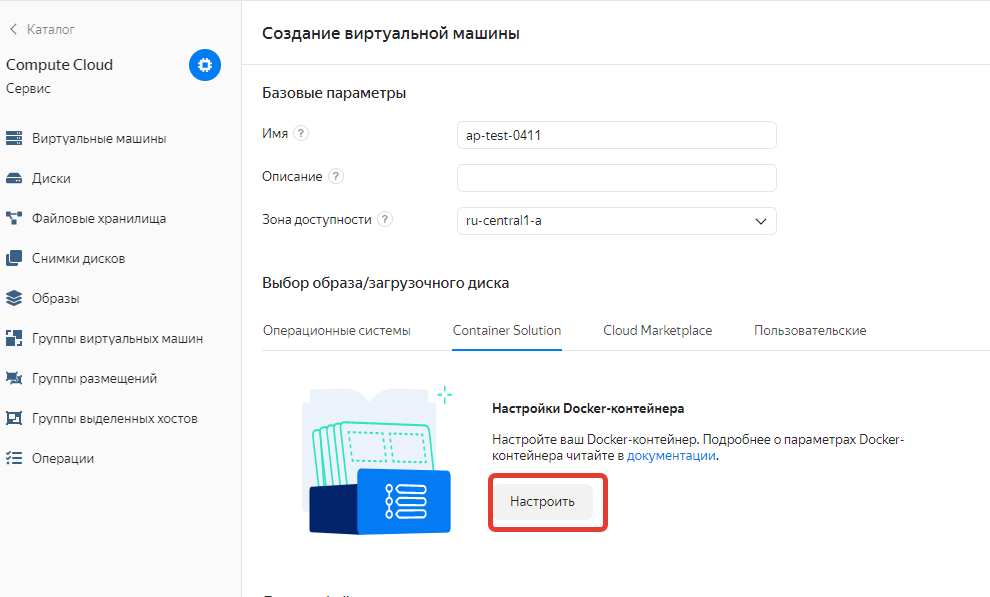 Каталог
Compute Cloud
Сервис
Виртуальные машины
Диски
Файловые хранилища
Снимки дисков
Образы
Группы виртуальных машин
Группы размещений
Группы выделенных хостов
Операции
Создание виртуальной машины
Базовые параметры
Имя ? ap-test-0411
Описание ?
Зона доступности ? ru-central1-a
Выбор образа/загрузочного диска
Операционные системы Container Solution Cloud Marketplace Пользовательские
Настройки Docker-контейнера
Настройте ваш Docker-контейнер. Подробнее о параметрах Docker-
контейнера читайте в документации.
Настроить